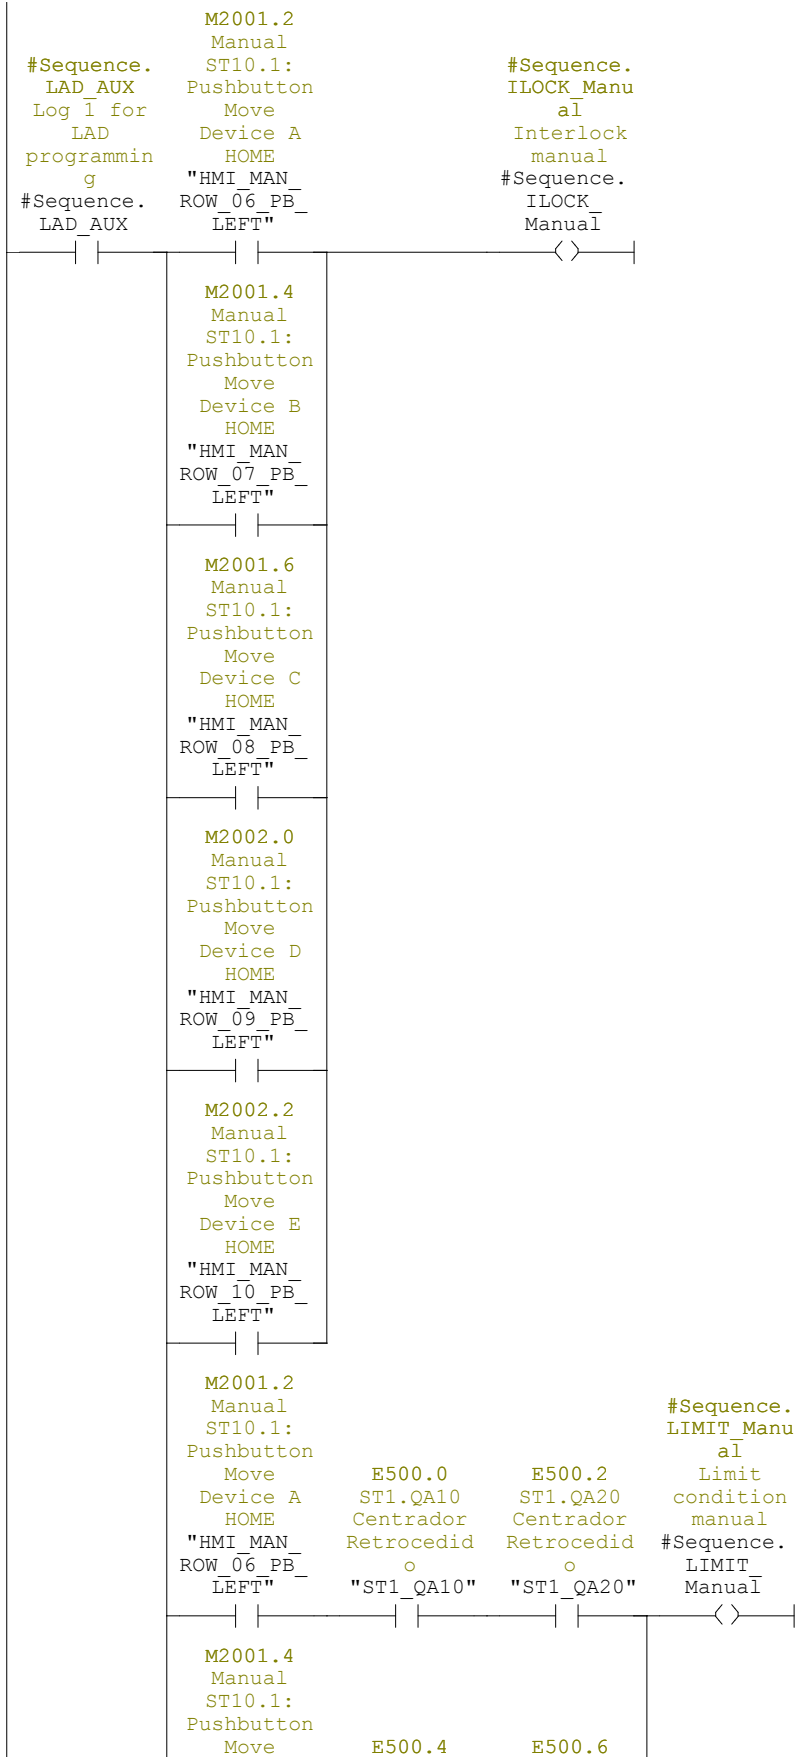 M2001.2
Manual
ST10.1:
Pushbutton
Move
Device A
HOME
"HMI_MAN_
ROW_06_PB_
LEFT"
#Sequence.
LAD_AUX
Log 1 for
LAD
programmin
g
#Sequence.
LAD_AUX
#Sequence.
ILOCK_Manu
al
Interlock
manual
#Sequence.
ILOCK_
Manual
M2001.4
Manual
ST10.1:
Pushbutton
Move
Device B
HOME
"HMI_MAN_
ROW_07_PB_
LEFT"
M2001.6
Manual
ST10.1:
Pushbutton
Move
Device C
HOME
"HMI_MAN_
ROW_08_PB_
LEFT"
M2002.0
Manual
ST10.1:
Pushbutton
Move
Device D
HOME
"HMI_MAN_
ROW_09_PB_
LEFT"
M2002.2
Manual
ST10.1:
Pushbutton
Move
Device E
HOME
"HMI_MAN_
ROW_10_PB_
LEFT"
M2001.2
Manual
ST10.1:
Pushbutton
Move
Device A
HOME
"HMI_MAN_
ROW_06_PB_
LEFT"
E500.0
ST1.QA10
Centrador
Retrocedid
o
"ST1_QA10"
E500.2
ST1.QA20
Centrador
Retrocedid
o
"ST1_QA20"
#Sequence.
LIMIT_Manu
al
Limit
condition
manual
#Sequence.
LIMIT_
Manual
M2001.4
Manual
ST10.1:
Pushbutton
Move
E500.4
E500.6